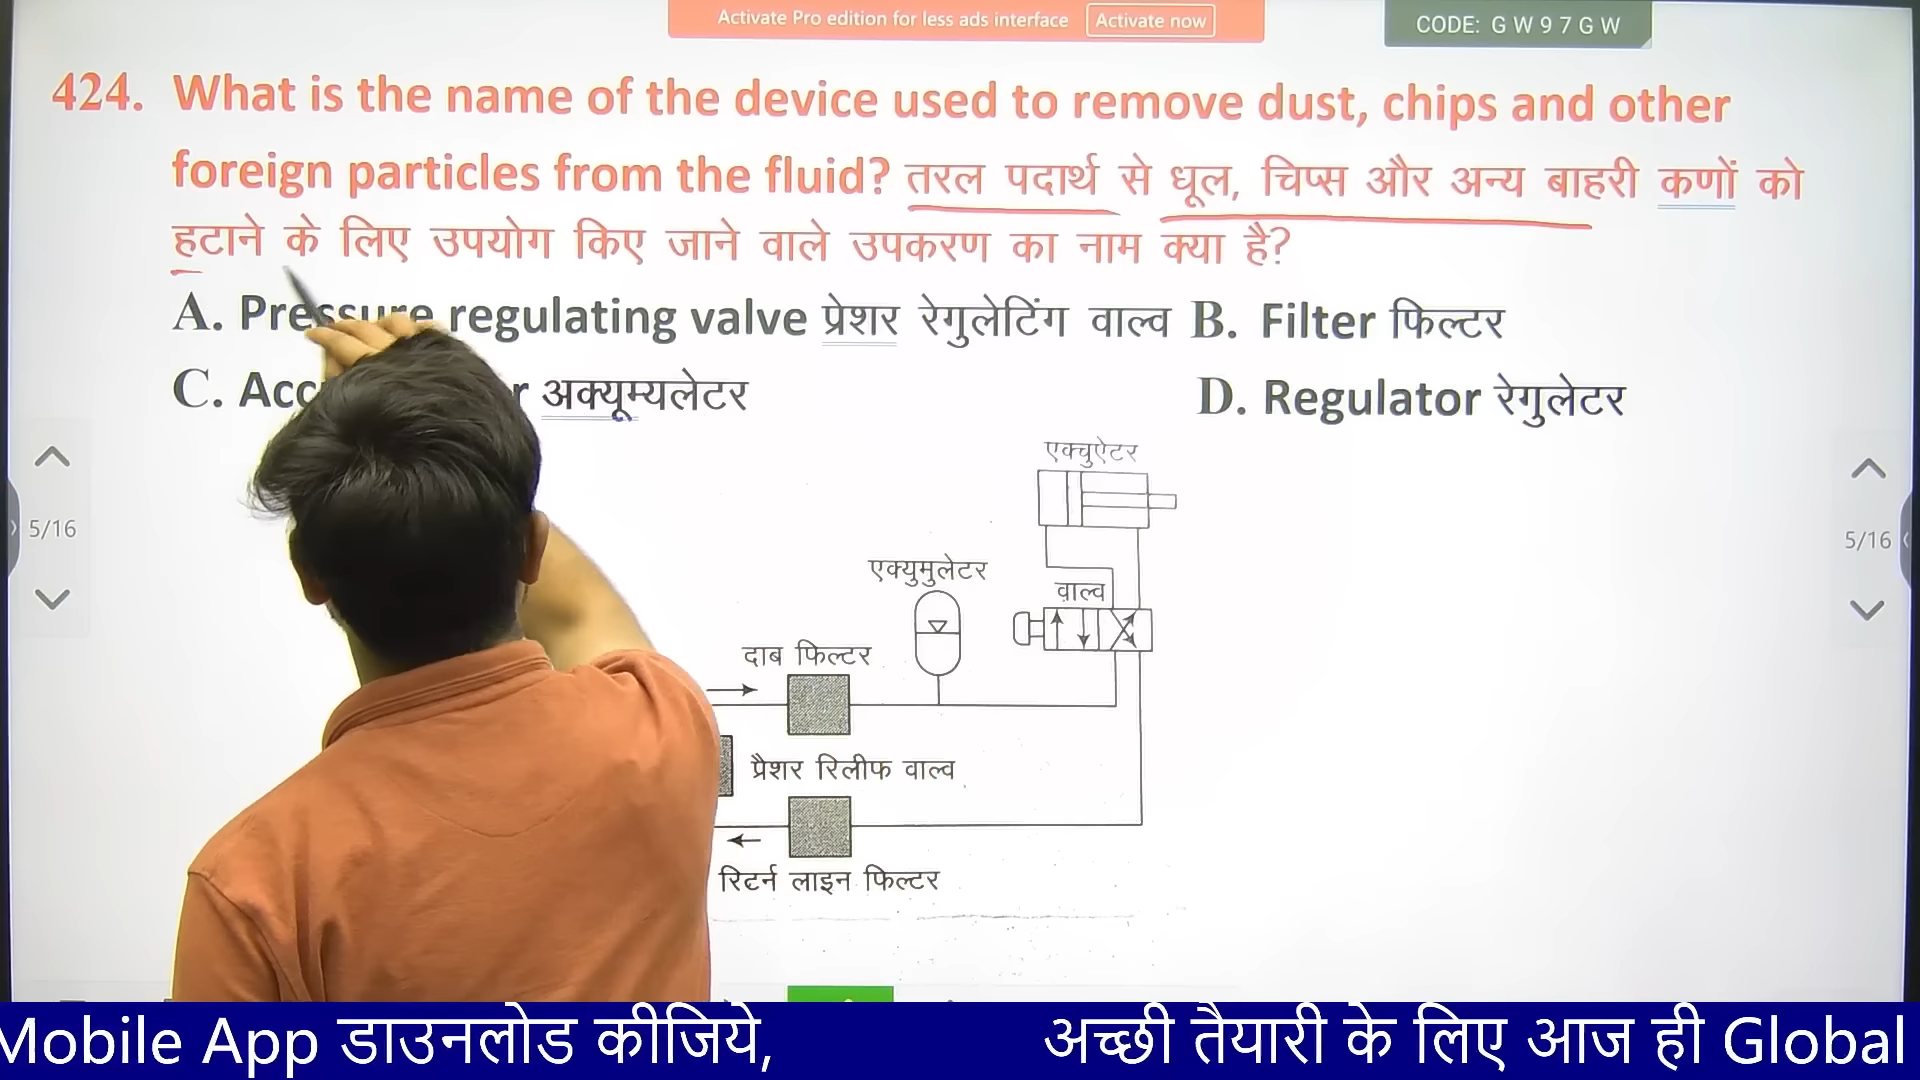 Activate Pro edition for less ads interface Activate now
CODE: G W 9 7 G W
424. What is the name of the device used to remove dust, chips and other
foreign particles from the fluid? तरल पदार्थ से धूल, चिप्स और अन्य बाहरी कणों को
हटाने के लिए उपयोग किए जाने वाले उपकरण का नाम क्या है?
A. Pressure regulating valve प्रेशर रेगुलेटिंग वाल्व B. Filter फिल्टर
C. अक्यूम्यलेटर D. Regulator रेगुलेटर
एक्चुऐटर
5/16
5/16
एक्युमुलेटर
वाल्व
दाब फिल्टर
प्रैशर रिलीफ वाल्व
रिटर्न लाइन फिल्टर
Mobile App डाउनलोड कीजिये, अच्छी तैयारी के लिए आज ही Global